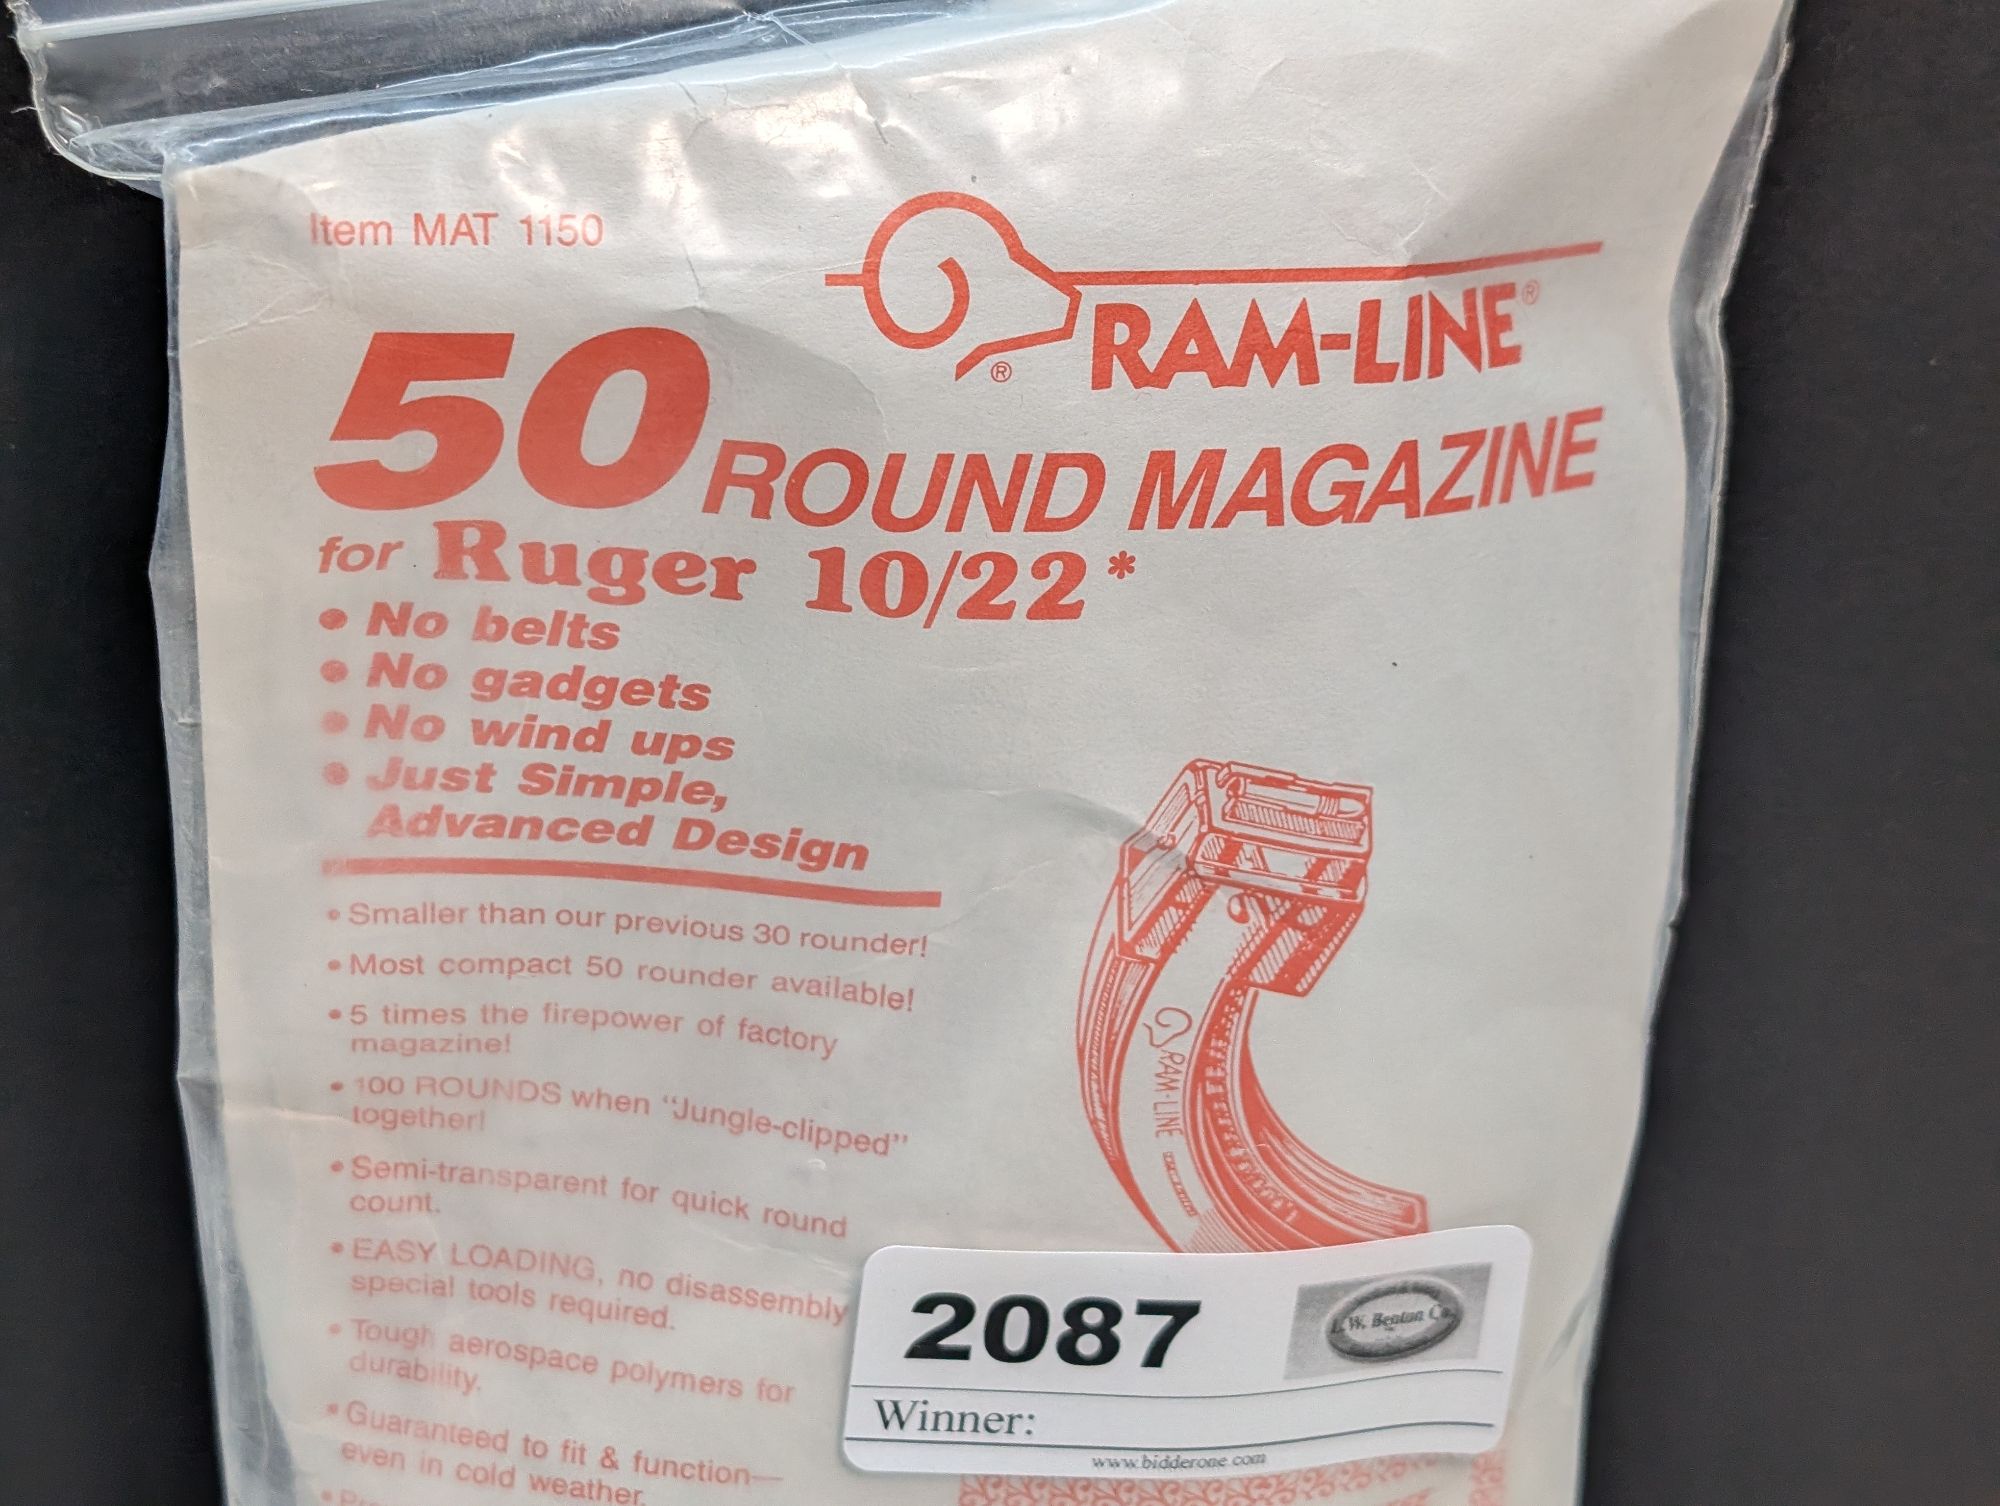 Item MAT 1150
RAM-LINE®
®
50 ROUND MAGAZINE
for Ruger 10/22*
• No belts
• No gadgets
• No wind ups
• Just Simple,
Advanced Design
• Smaller than our previous 30 rounder!
• Most compact 50 rounder available!
• 5 times the firepower of factory
magazine!
• 100 ROUNDS when "Jungle-clipped"
together!
• Semi-transparent for quick round
count.
• EASY LOADING, no disassembly
special tools required.
• Tough aerospace polymers for
durability.
• Guaranteed to fit & function—
even in cold weather.
RAM-LINE
2087
L.W. Benton Co.
Winner:
www.bidderone.com